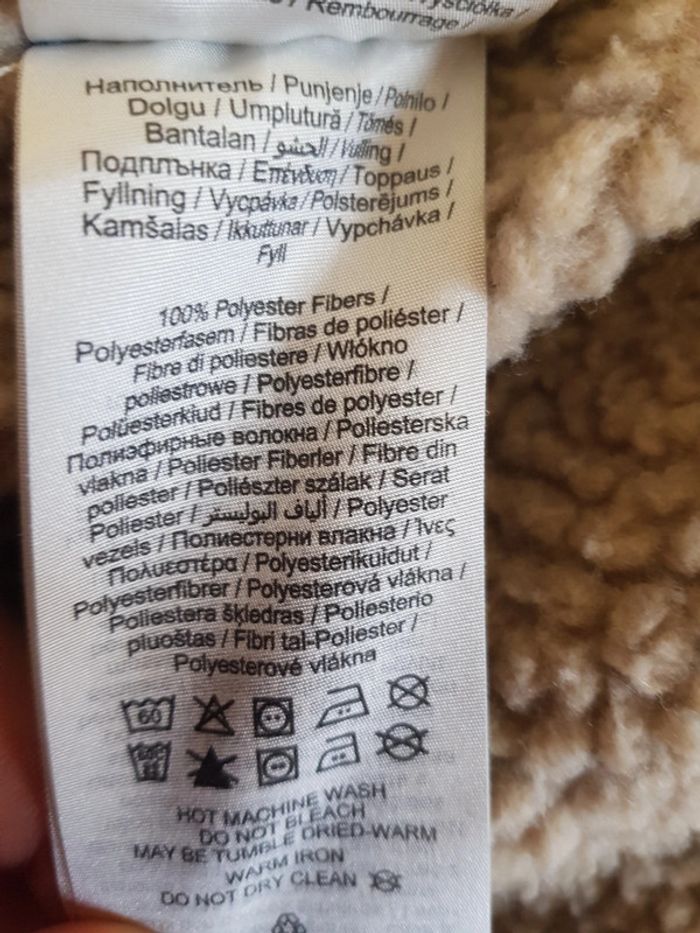 Rembourrage /
Наполнитель / Punjenje / Polnilo /
Dolgu / Umplutură / Tömés /
Bantalan / الحشو / Vulling /
Подплънка / Επένδυση / Toppaus /
Fyllning / Vycpávka / Polsterējums /
Kamšalas / Ikkuttunar / Vypchávka /
Fyll
100% Polyester Fibers /
Polyesterfasern / Fibras de poliéster /
Fibre di poliestere / Włókno
poliestrowe / Polyesterfibre /
Polüesterkiud / Fibres de polyester /
Полиэфирные волокна / Poliesterska
vlakna / Poliester Fiberler / Fibre din
poliester / Poliészter szálak / Serat
Poliester / ألياف البوليستر / Polyester
vezels / Полиестерни влакна / Ίνες
Πολυεστέρα / Polyesterikuidut /
Polyesterfibrer / Polyesterová vlákna /
Poliestera šķiedras / Poliesterio
pluoštas / Fibri tal-Poliester /
Polyesterové vlákna
60
HOT MACHINE WASH
DO NOT BLEACH
MAY BE TUMBLE DRIED-WARM
WARM IRON
DO NOT DRY CLEAN